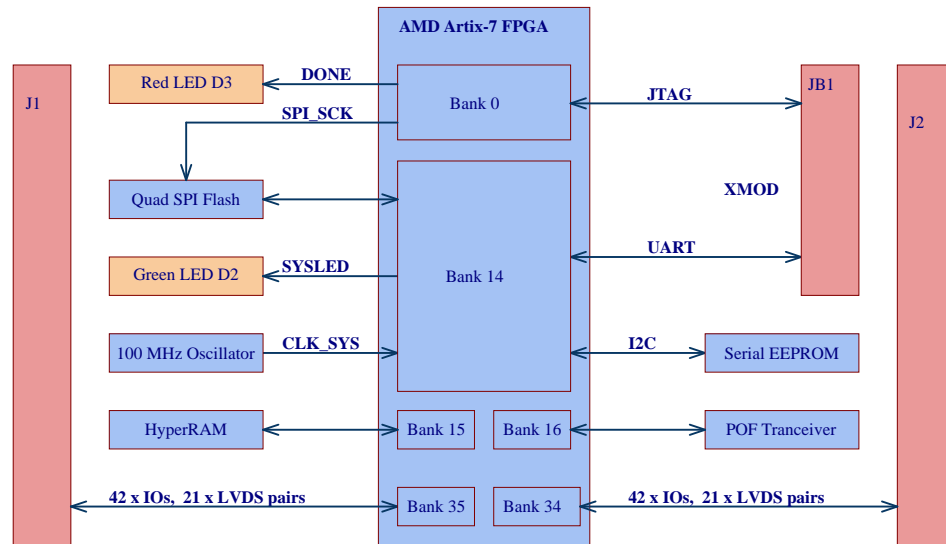 AMD Artix-7 FPGA
J1
Red LED D3
DONE
Bank 0
JTAG
JB1
J2
SPI_SCK
Quad SPI Flash
XMOD
Green LED D2
SYSLED
Bank 14
UART
100 MHz Oscillator
CLK_SYS
I2C
Serial EEPROM
HyperRAM
Bank 15
Bank 16
POF Tranceiver
42 x IOs, 21 x LVDS pairs
Bank 35
Bank 34
42 x IOs, 21 x LVDS pairs